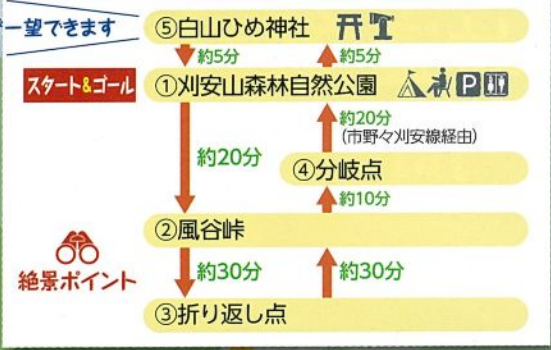 一望できます
⑤白山ひめ神社
約5分 約5分
スタート&ゴール
①刈安山森林自然公園 P
約20分
(市野々刈安線経由)
約20分
④分岐点
約10分
②風谷峠
絶景ポイント
約30分 約30分
③折り返し点